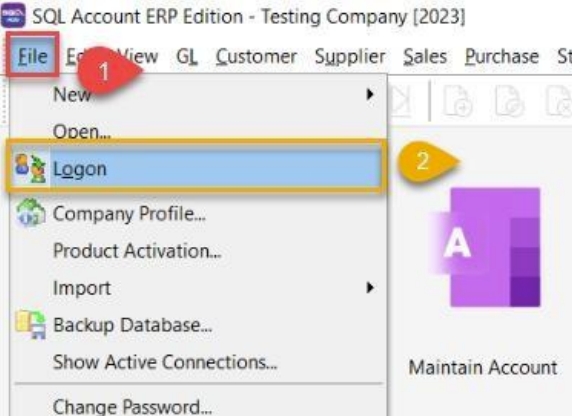 SQL Account ERP Edition - Testing Company [2023]
File Edit View GL Customer Supplier Sales Purchase St
1
New
Open...
Logon
2
Company Profile...
A
Product Activation...
Import
Backup Database...
Show Active Connections...
Maintain Account
Change Password...